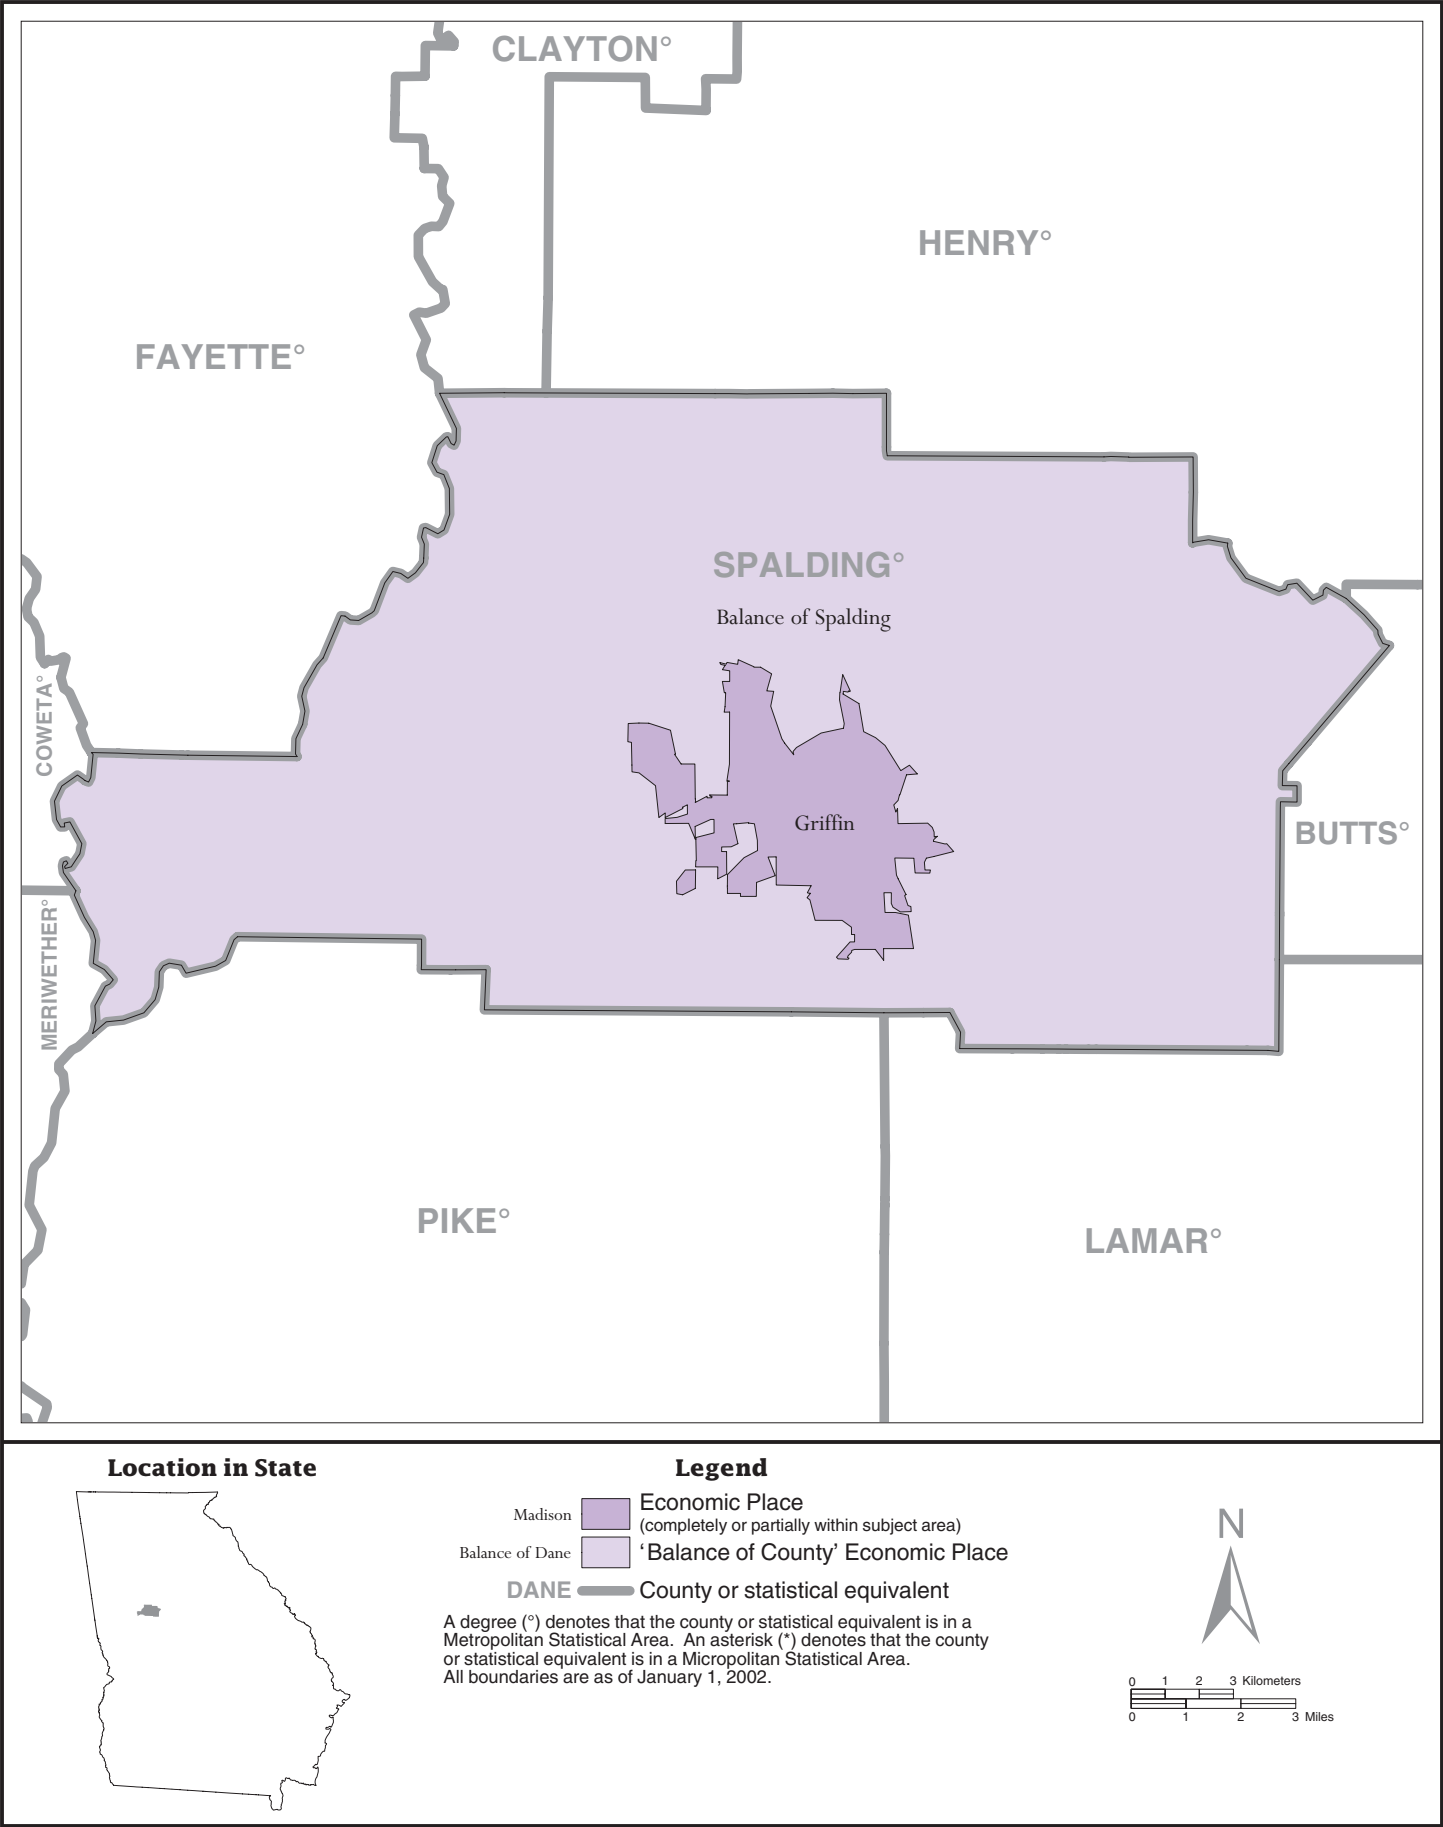 CLAYTON°
HENRY°
FAYETTE°
SPALDING°
Balance of Spalding
COWETA°
Griffin
BUTTS°
MERIWETHER°
PIKE°
LAMAR°
Location in State
Legend
Madison
Economic Place
(completely or partially within subject area)
Balance of Dane
‘Balance of County’ Economic Place
DANE
County or statistical equivalent
A degree (°) denotes that the county or statistical equivalent is in a
Metropolitan Statistical Area.  An asterisk (*) denotes that the county
or statistical equivalent is in a Micropolitan Statistical Area.
All boundaries are as of January 1, 2002.
N
0 1 2 3 Kilometers
0 1 2 3 Miles